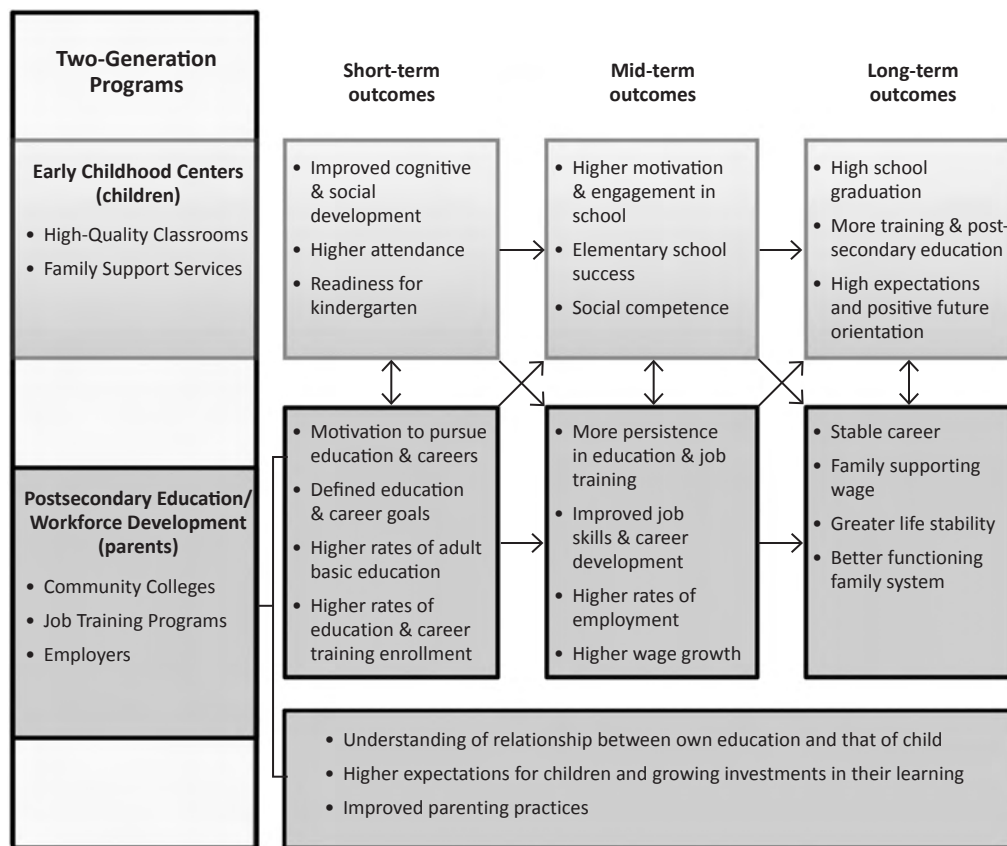 Two-Generation
Programs
Short-term
outcomes
Mid-term
outcomes
Long-term
outcomes
Early Childhood Centers
(children)
• High-Quality Classrooms
• Family Support Services
• Improved cognitive
& social
development
• Higher attendance
• Readiness for
kindergarten
• Higher motivation
& engagement in
school
• Elementary school
success
• Social competence
• High school
graduation
• More training & post-
secondary education
• High expectations
and positive future
orientation
Postsecondary Education/
Workforce Development
(parents)
• Community Colleges
• Job Training Programs
• Employers
• Motivation to pursue
education & careers
• Defined education
& career goals
• Higher rates of adult
basic education
• Higher rates of
education & career
training enrollment
• More persistence
in education & job
training
• Improved job
skills & career
development
• Higher rates of
employment
• Higher wage growth
• Stable career
• Family supporting
wage
• Greater life stability
• Better functioning
family system
• Understanding of relationship between own education and that of child
• Higher expectations for children and growing investments in their learning
• Improved parenting practices